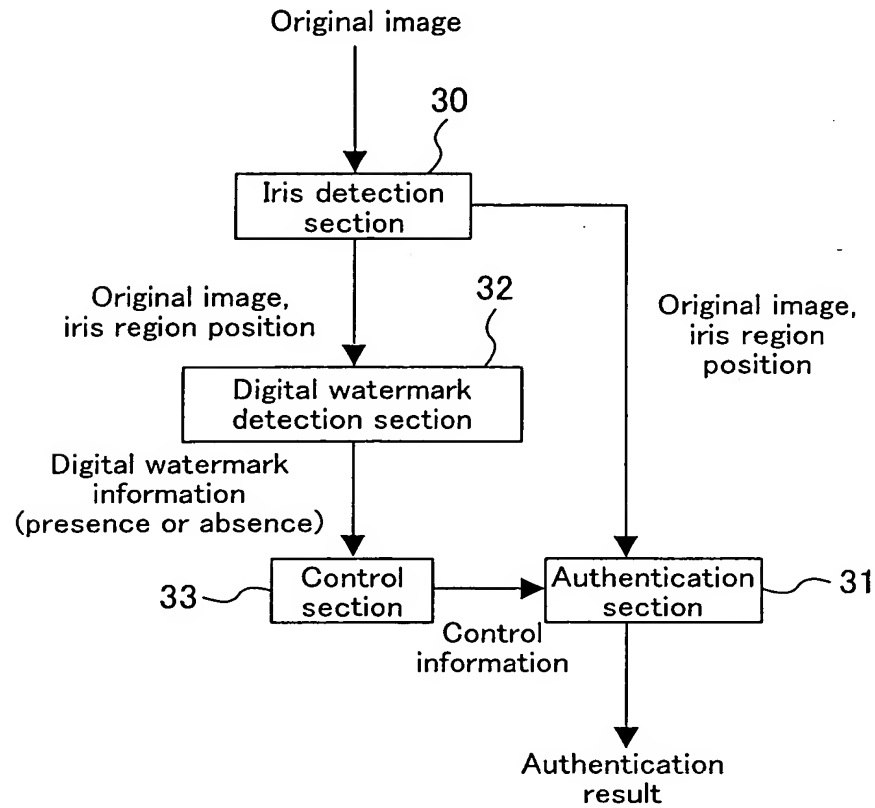 Original image
30
Iris detection
section
Original image,
iris region position
32
Original image,
iris region
position
Digital watermark
detection section
Digital watermark
information
(presence or absence)
33
Control
section
Authentication
section
31
Control
information
Authentication
result